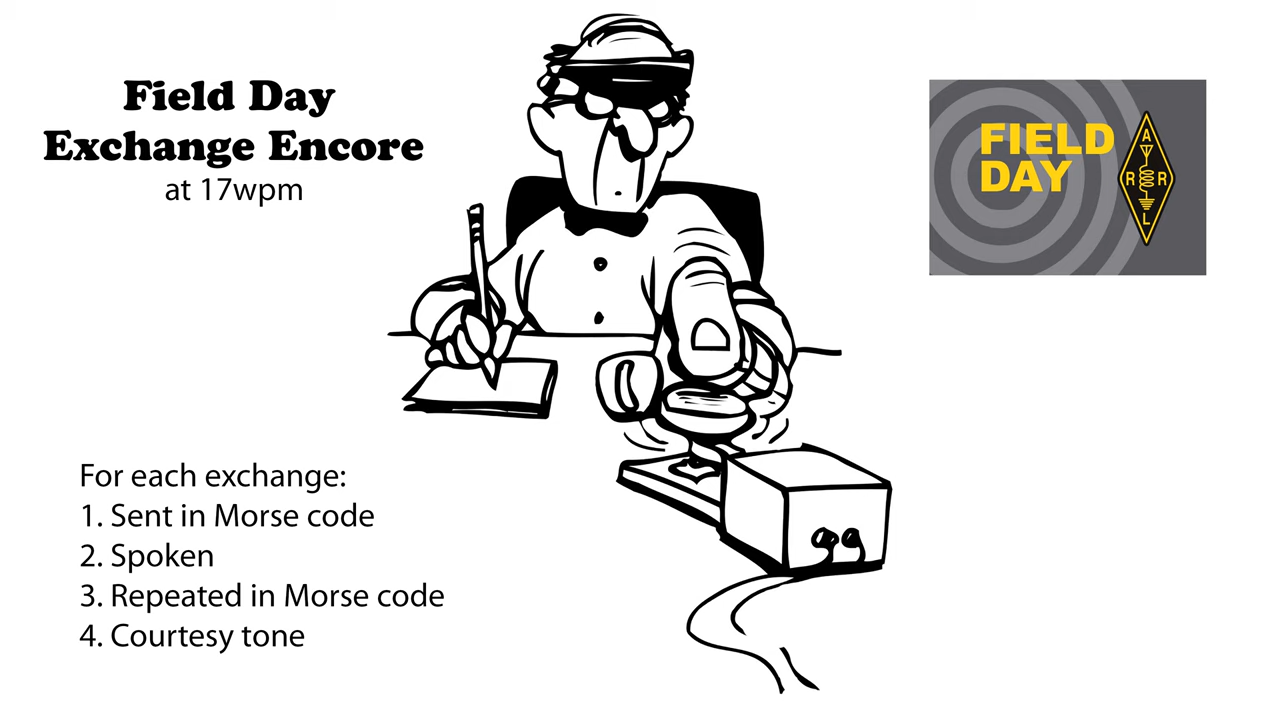 Field Day
Exchange Encore
at 17wpm
FIELD
DAY
A
R R
L
For each exchange:
1. Sent in Morse code
2. Spoken
3. Repeated in Morse code
4. Courtesy tone